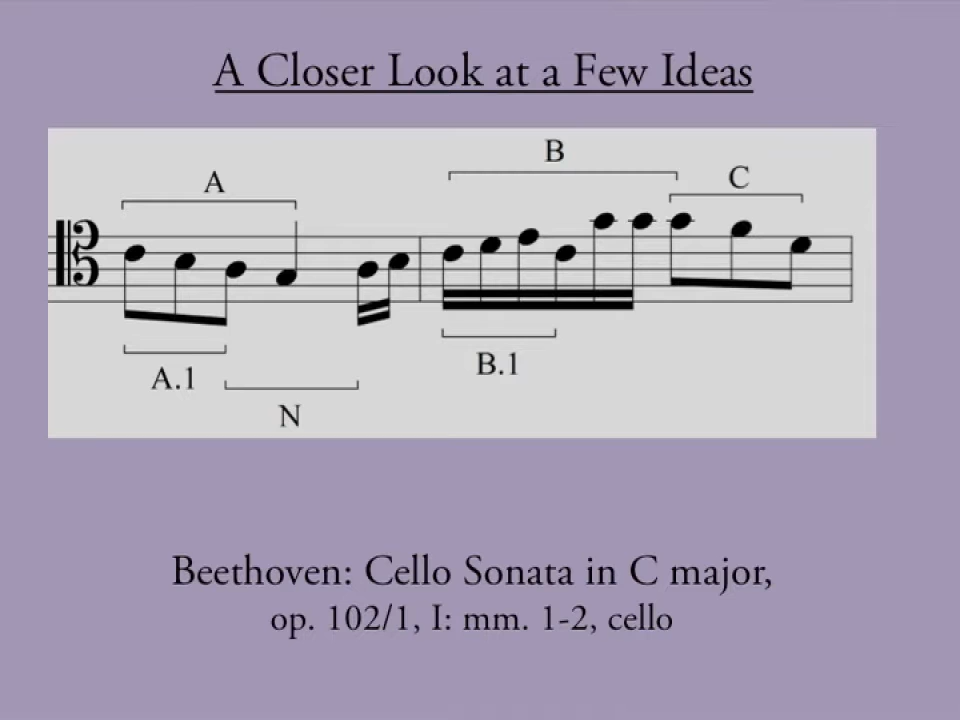 A Closer Look at a Few Ideas
A
B
C
A.1
B.1
N
Beethoven: Cello Sonata in C major,
op. 102/1, I: mm. 1-2, cello